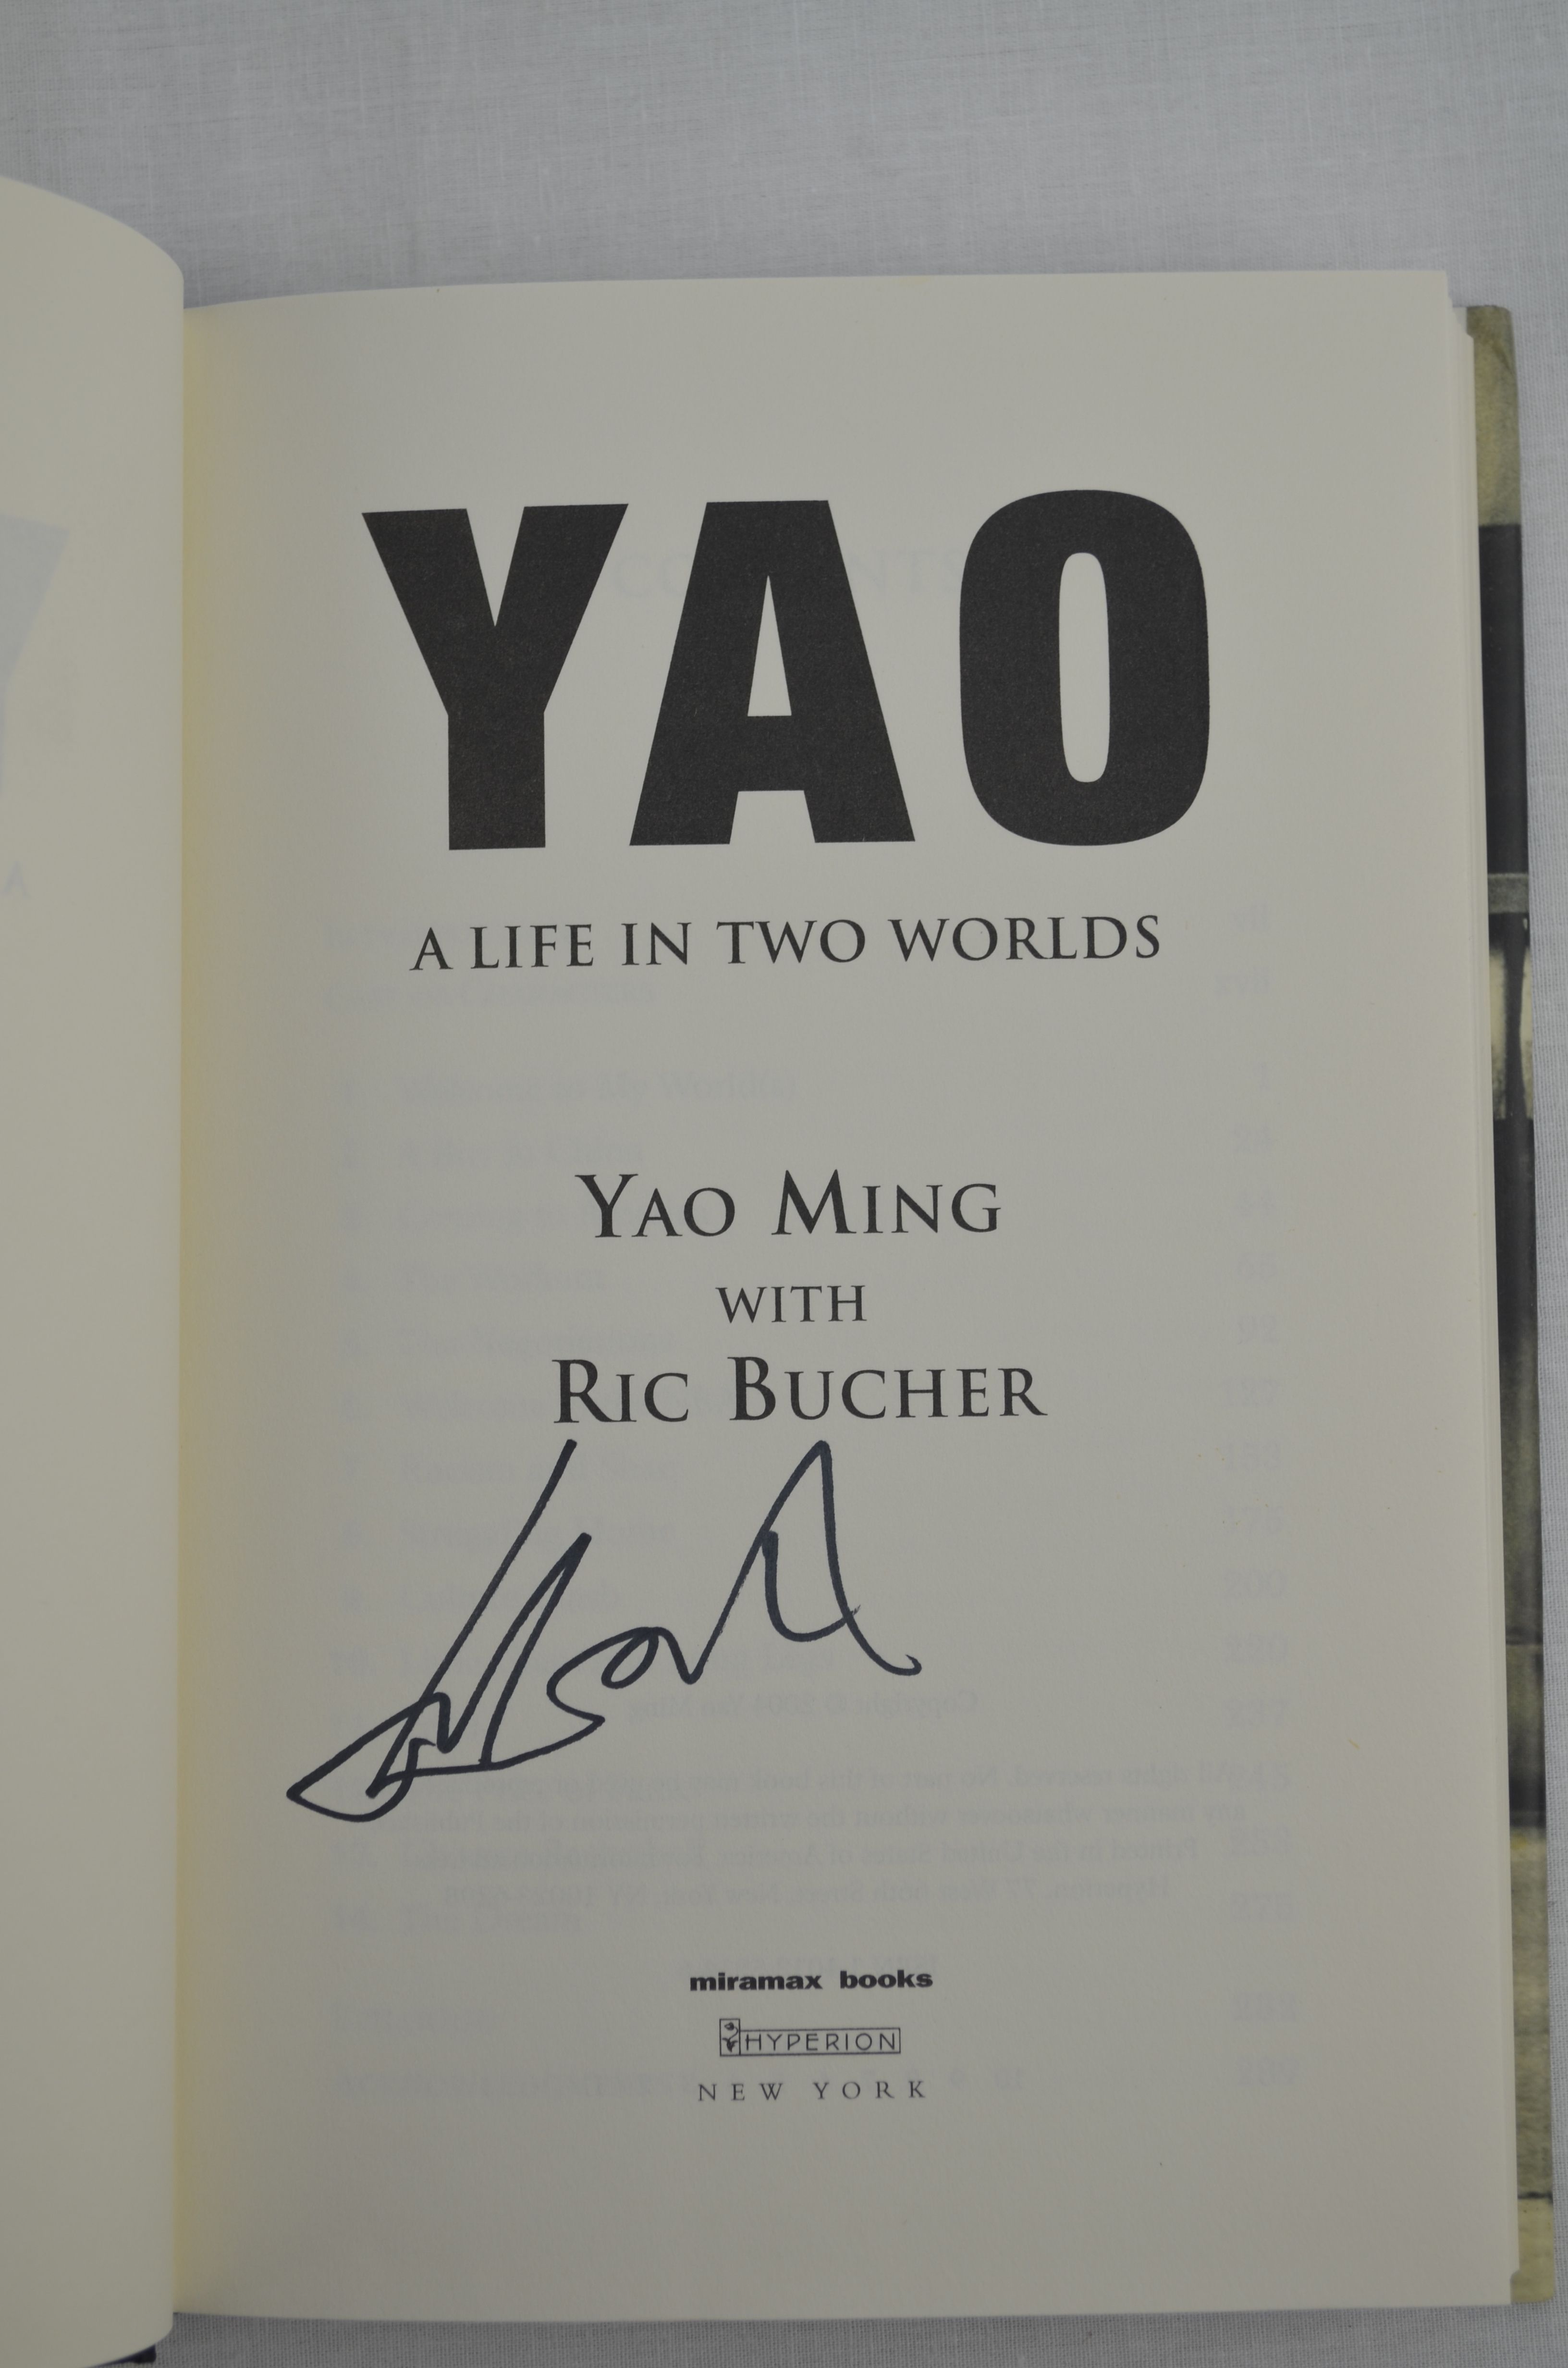 YAO
A LIFE IN TWO WORLDS
YAO MING
WITH
RIC BUCHER
miramax books
HYPERION
NEW YORK